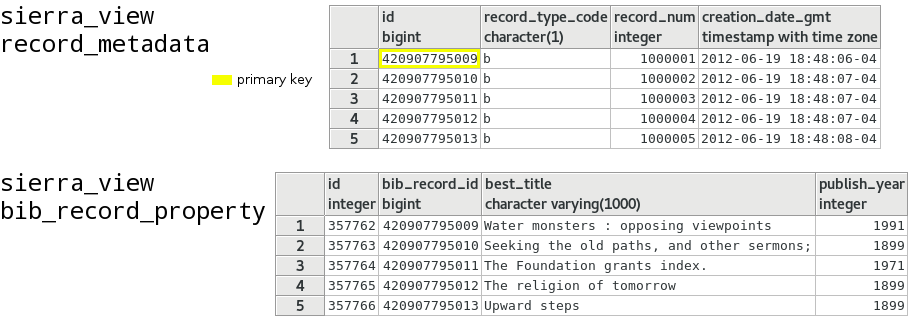 sierra_view
record_metadata
primary key
id record_type_code record_num creation_date_gmt
bigint character(1) integer timestamp with time zone
1 420907795009 b 1000001 2012-06-19 18:48:06-04
2 420907795010 b 1000002 2012-06-19 18:48:07-04
3 420907795011 b 1000003 2012-06-19 18:48:07-04
4 420907795012 b 1000004 2012-06-19 18:48:07-04
5 420907795013 b 1000005 2012-06-19 18:48:08-04
sierra_view
bib_record_property
id bib_record_id best_title publish_year
integer bigint character varying(1000) integer
1 357762 420907795009 Water monsters : opposing viewpoints 1991
2 357763 420907795010 Seeking the old paths, and other sermons; 1899
3 357764 420907795011 The Foundation grants index. 1971
4 357765 420907795012 The religion of tomorrow 1899
5 357766 420907795013 Upward steps 1899